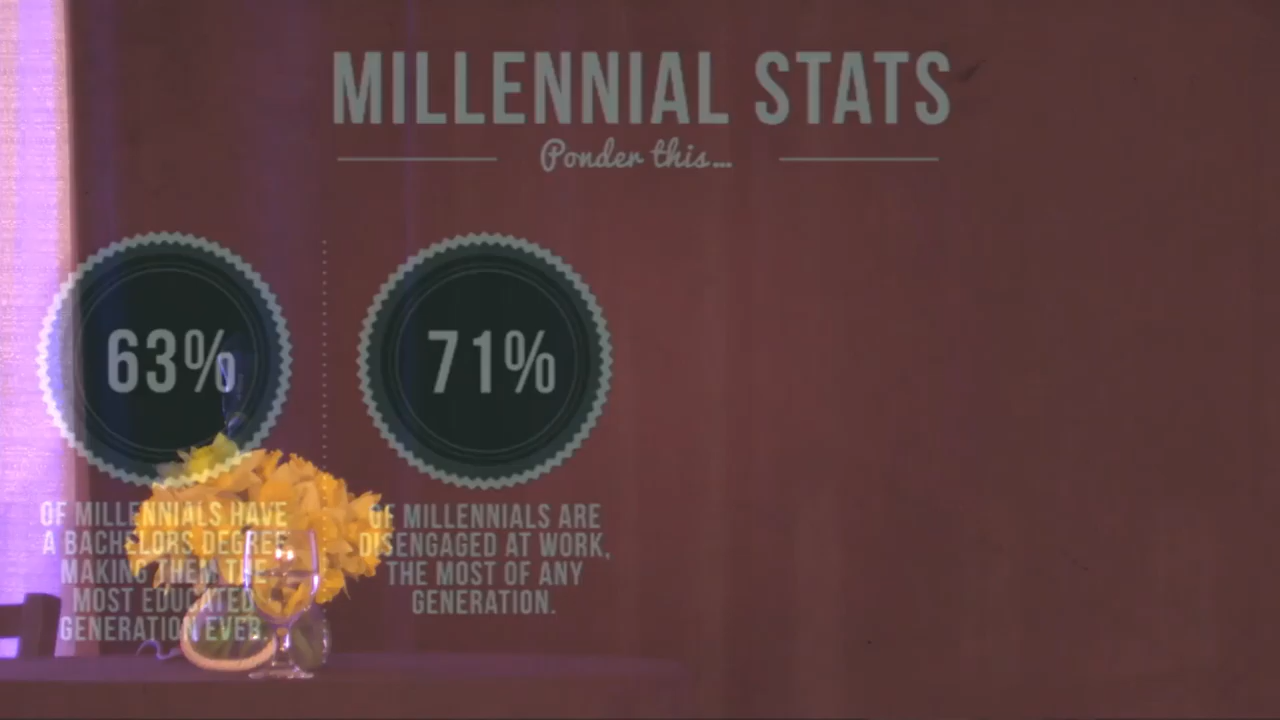 MILLENNIAL STATS
Ponder this...
63%
OF MILLENNIALS HAVE
A BACHELORS DEGREE
MAKING THEM THE
MOST EDUCATED
GENERATION EVER.
71%
OF MILLENNIALS ARE
DISENGAGED AT WORK,
THE MOST OF ANY
GENERATION.